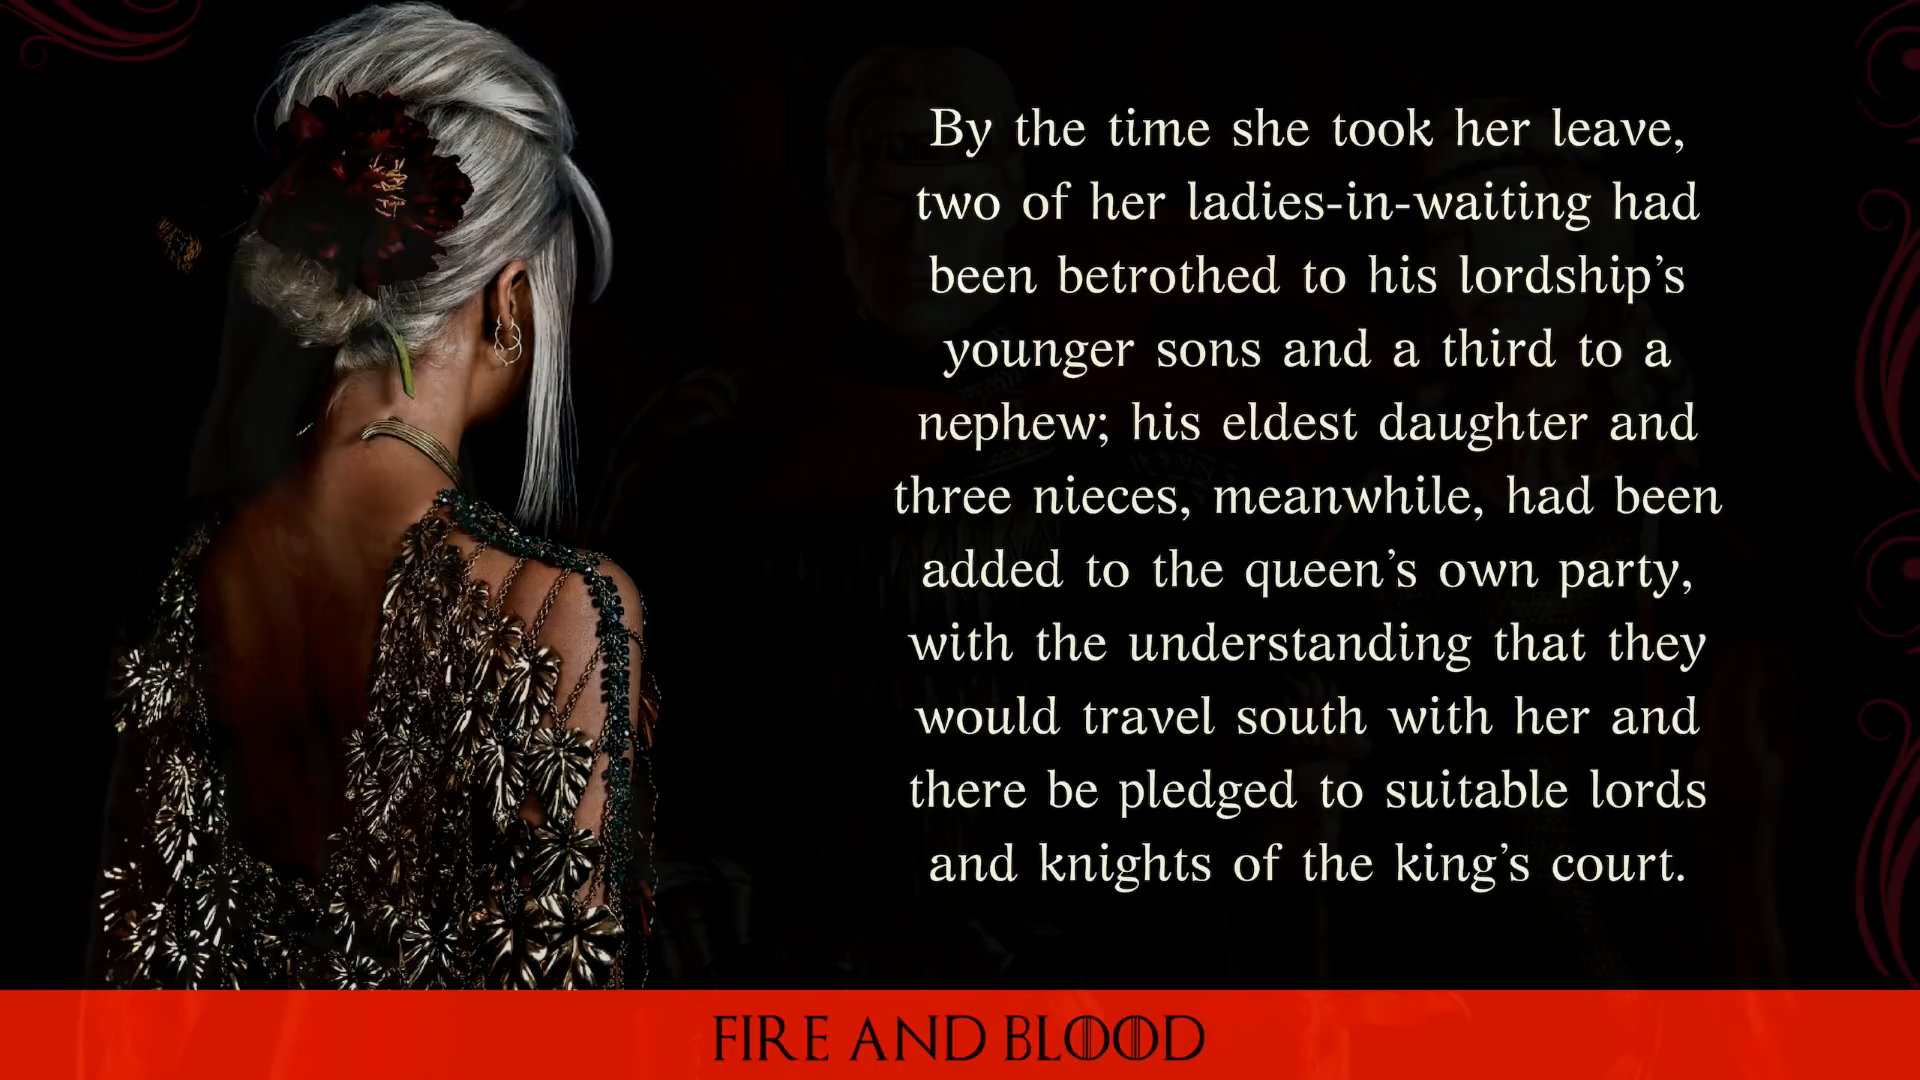 By the time she took her leave,
two of her ladies-in-waiting had
been betrothed to his lordship’s
younger sons and a third to a
nephew; his eldest daughter and
three nieces, meanwhile, had been
added to the queen’s own party,
with the understanding that they
would travel south with her and
there be pledged to suitable lords
and knights of the king’s court.
FIRE AND BLOOD